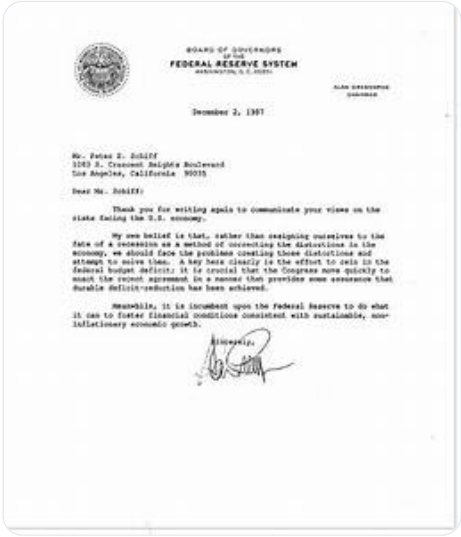 BOARD OF GOVERNORS
OF THE
FEDERAL RESERVE SYSTEM
WASHINGTON, D. C. 20551
ALAN GREENSPAN
CHAIRMAN
December 2, 1987
Mr. Peter D. Schiff
S. Crescent Heights Boulevard
Los Angeles, California 90035
Dear Mr. Schiff:
Thank you for writing again to communicate your views on the
risks facing the U.S. economy.
My own belief is that, rather than resigning ourselves to the
fate of a recession as a method of correcting the distortions in the
economy, we should face the problems creating those distortions and
attempt to solve them. A key here clearly is the effort to rein in the
federal budget deficit; it is crucial that the Congress move quickly to
enact the recent agreement in a manner that provides some assurance that
durable deficit-reduction has been achieved.
Meanwhile, it is incumbent upon the Federal Reserve to do what
it can to foster financial conditions consistent with sustainable, non-
inflationary economic growth.
Sincerely,